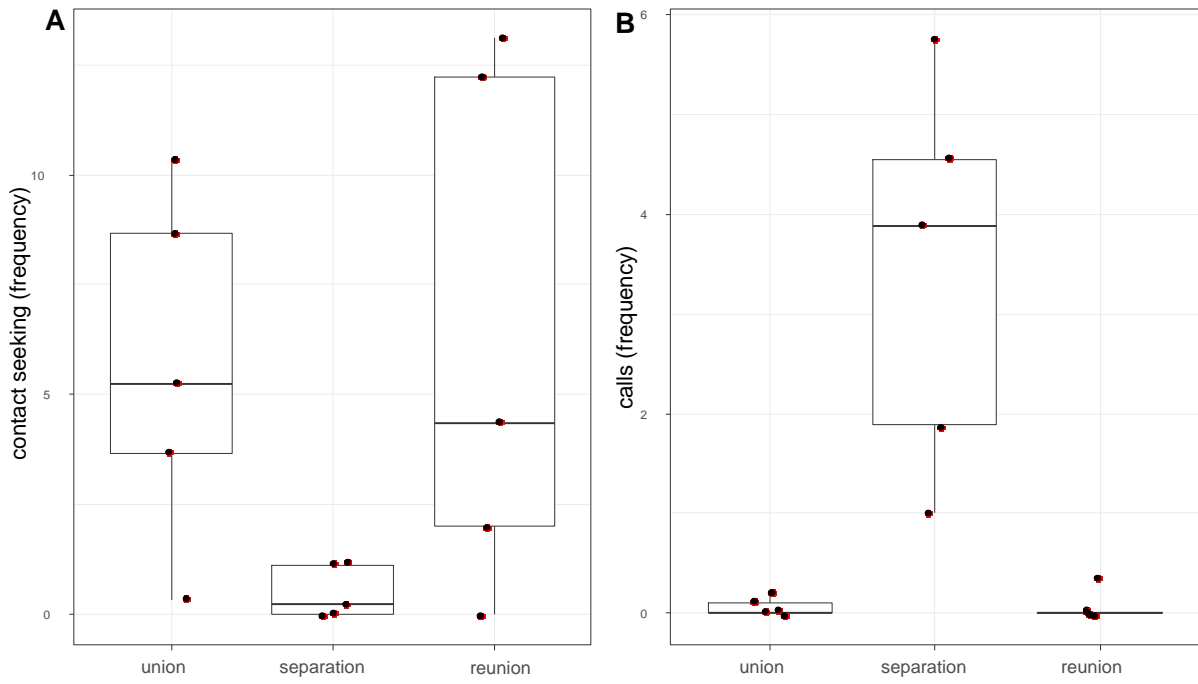 A
contact seeking (frequency)
10
5
0
union separation reunion
B
calls (frequency)
6
4
2
0
union separation reunion